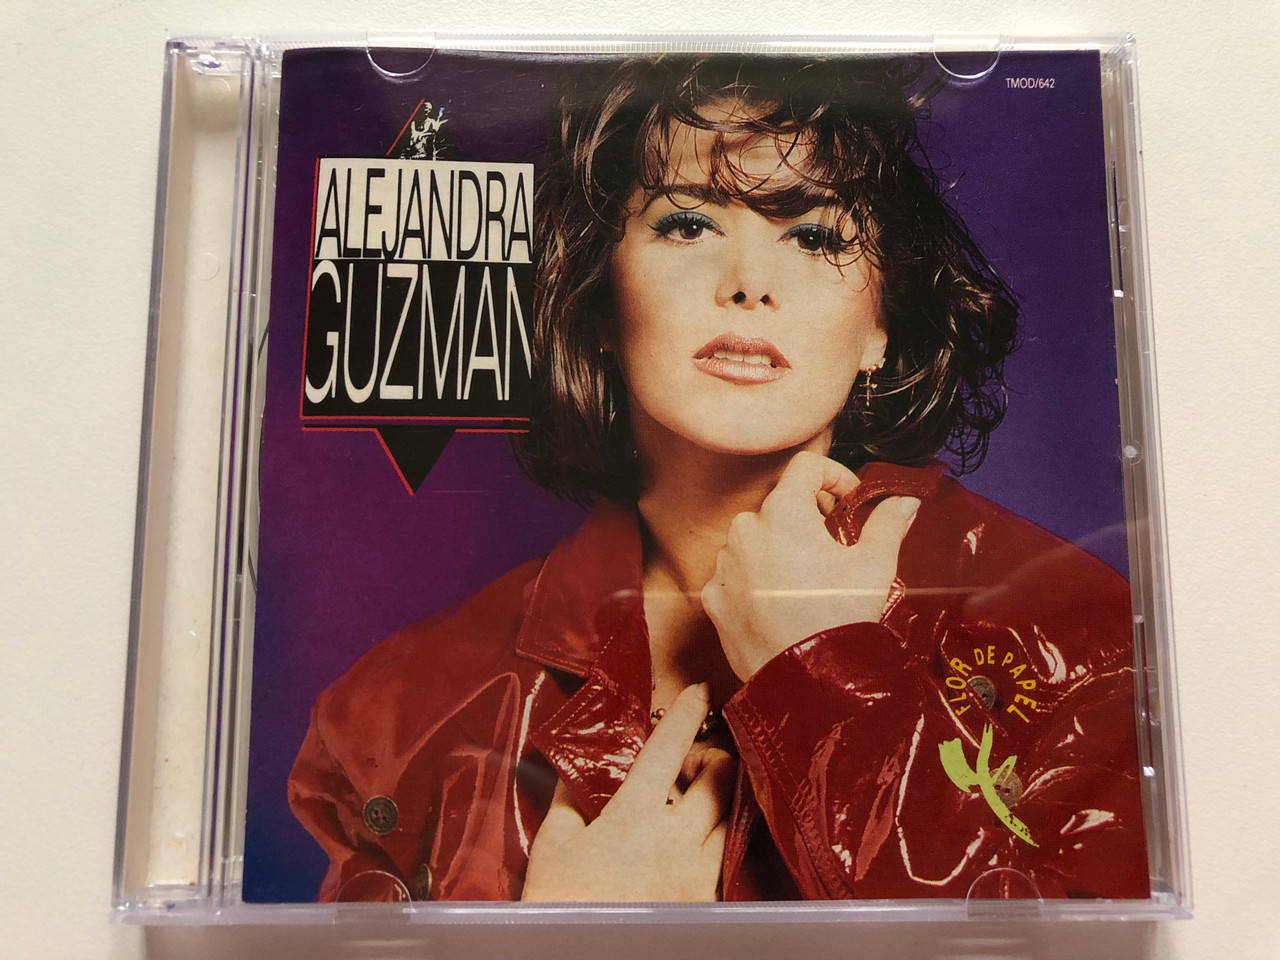 TMOD/642
ALEJANDRA
GUZMAN
FLOR DE PAPEL